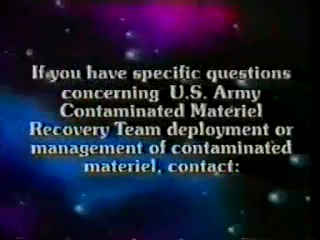 If you have specific questions
concerning U.S. Army
Contaminated Materiel
Recovery Team deployment or
management of contaminated
materiel, contact: